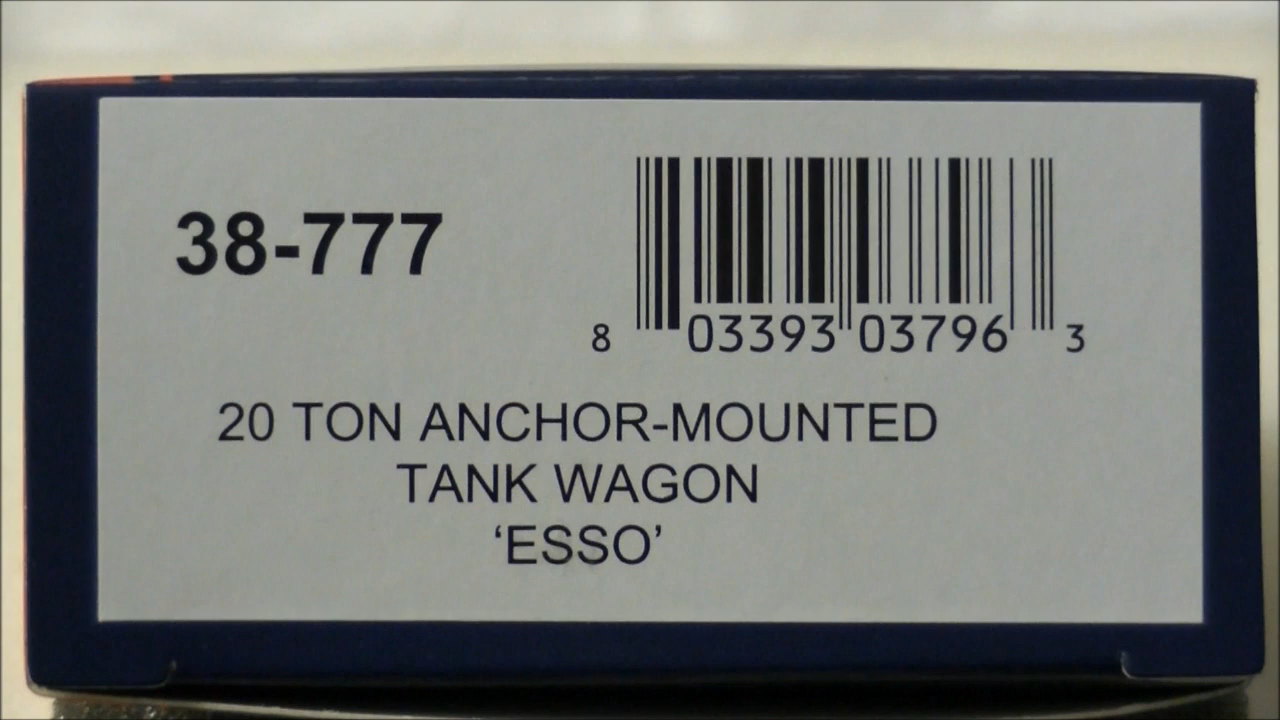 38-777
8 03393 03796 3
20 TON ANCHOR-MOUNTED
TANK WAGON
‘ESSO’